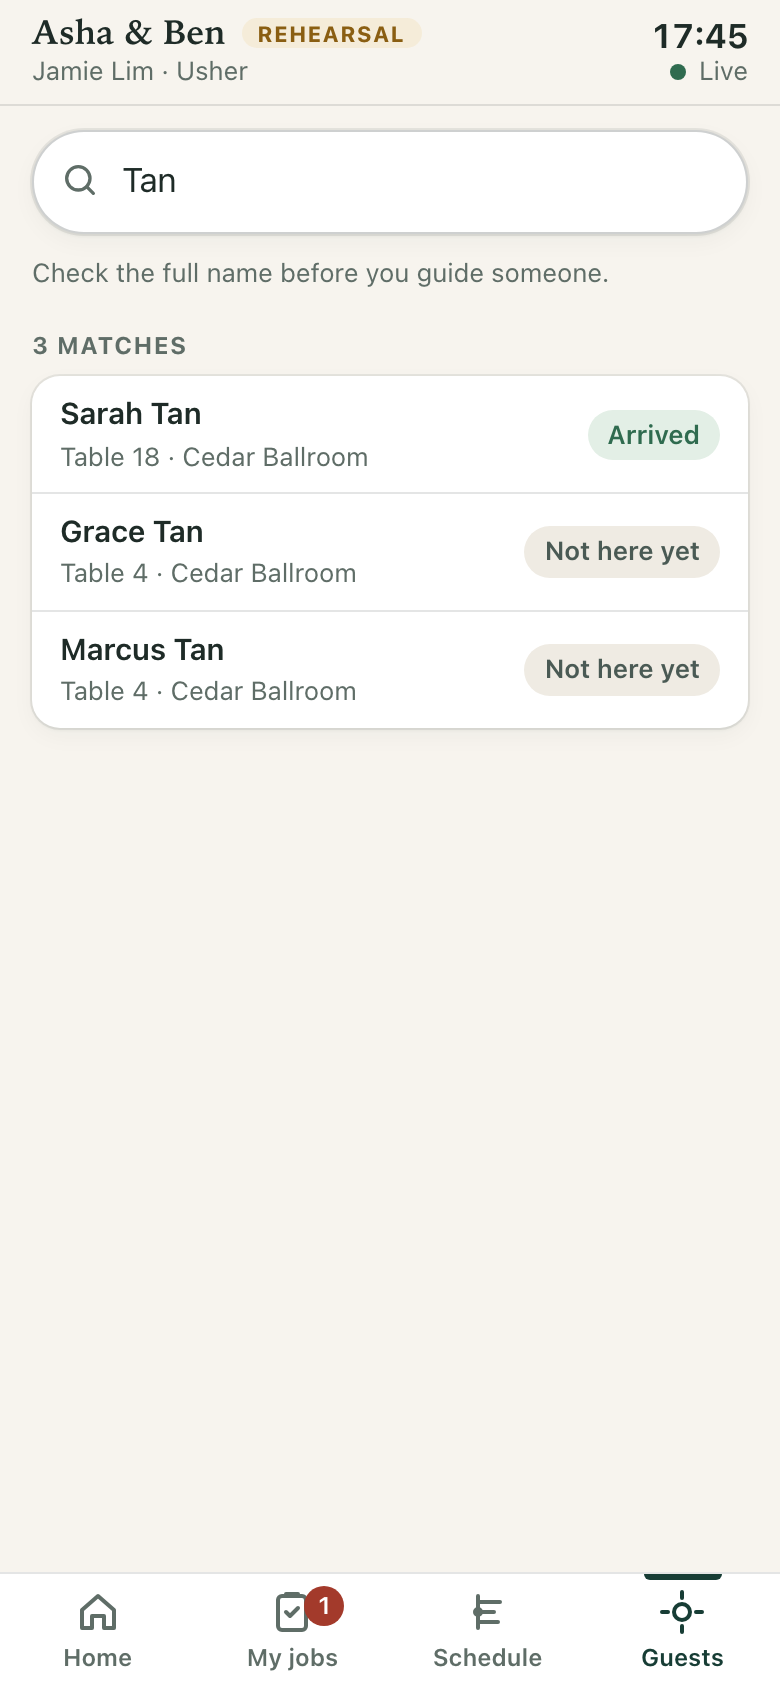 Asha & Ben REHEARSAL 17:45
Jamie Lim · Usher Live
Tan
Check the full name before you guide someone.
3 MATCHES
Sarah Tan
Table 18 · Cedar Ballroom
Arrived
Grace Tan
Table 4 · Cedar Ballroom
Not here yet
Marcus Tan
Table 4 · Cedar Ballroom
Not here yet
1
Home My jobs Schedule Guests